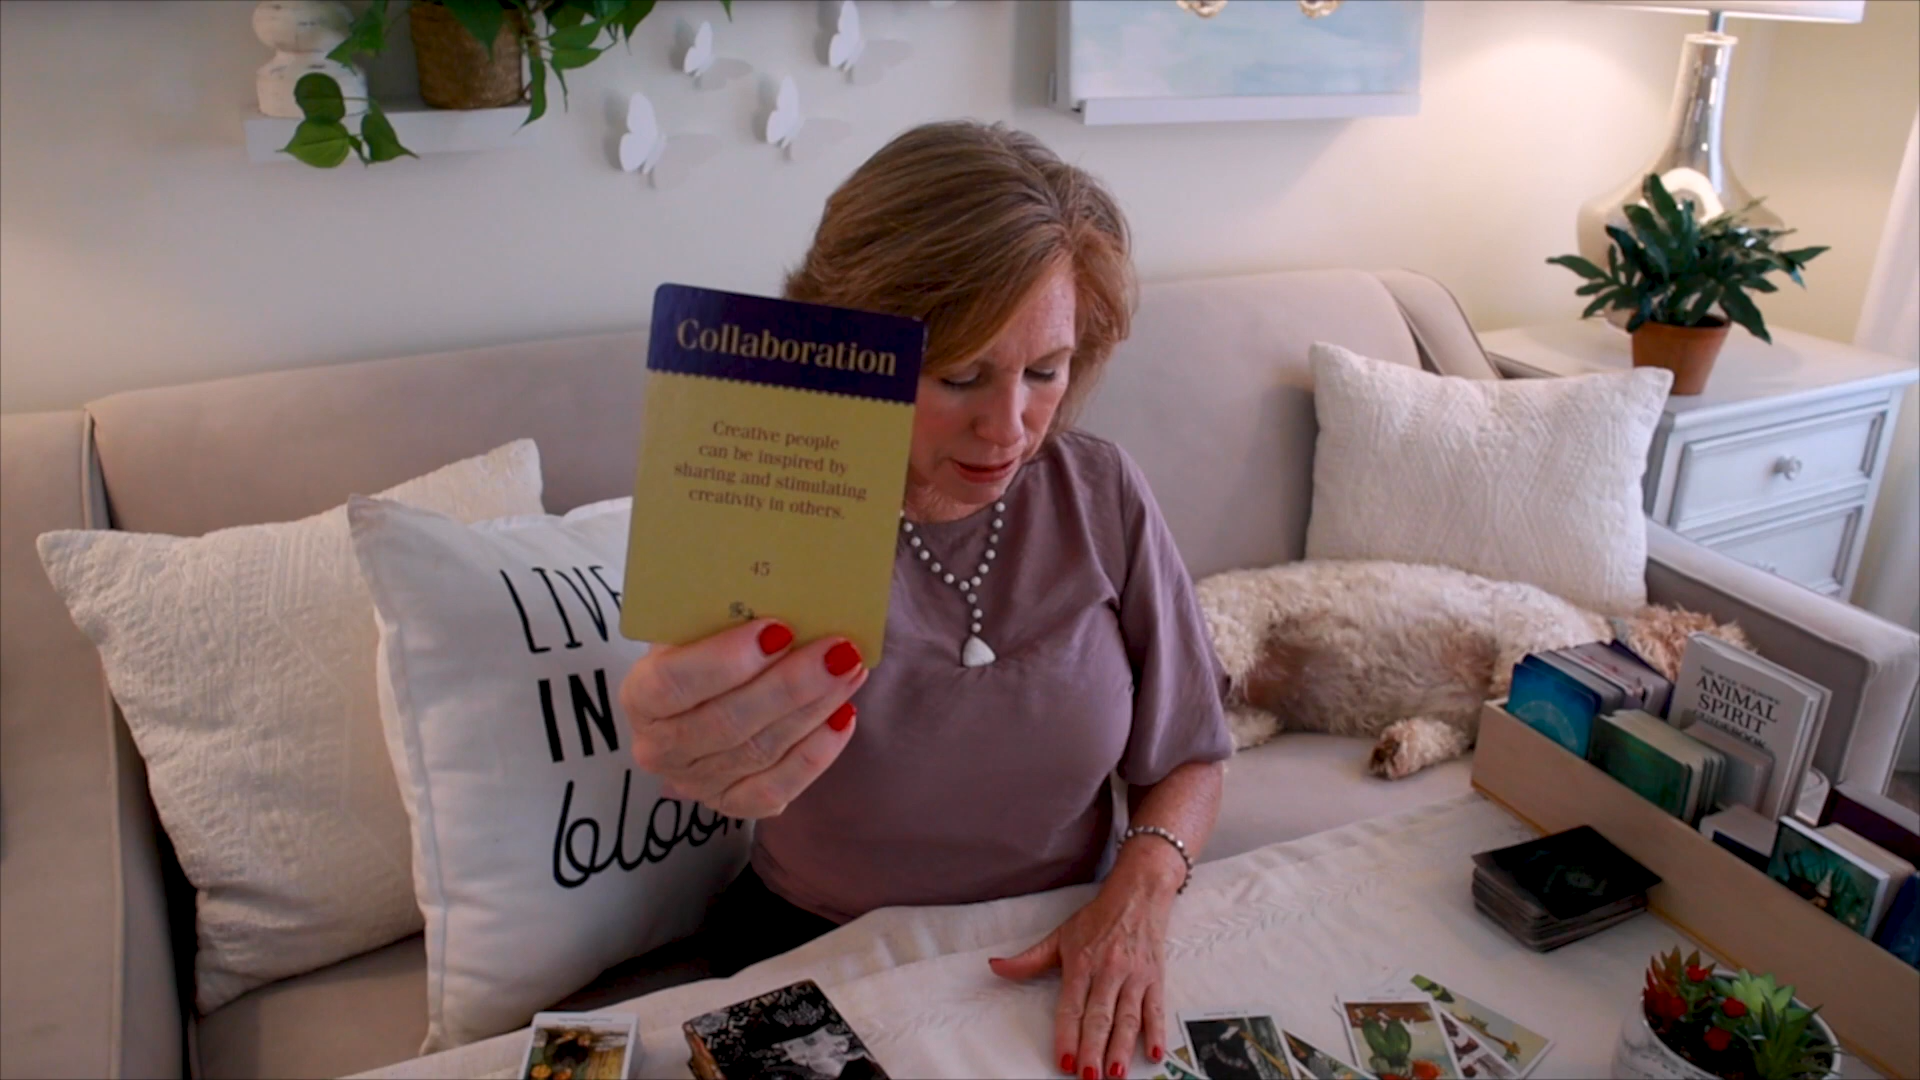 Collaboration
Creative people
can be inspired by
sharing and stimulating
creativity in others.
45
LIVE
IN
bloom
ANIMAL
SPIRIT
GUIDEBOOK